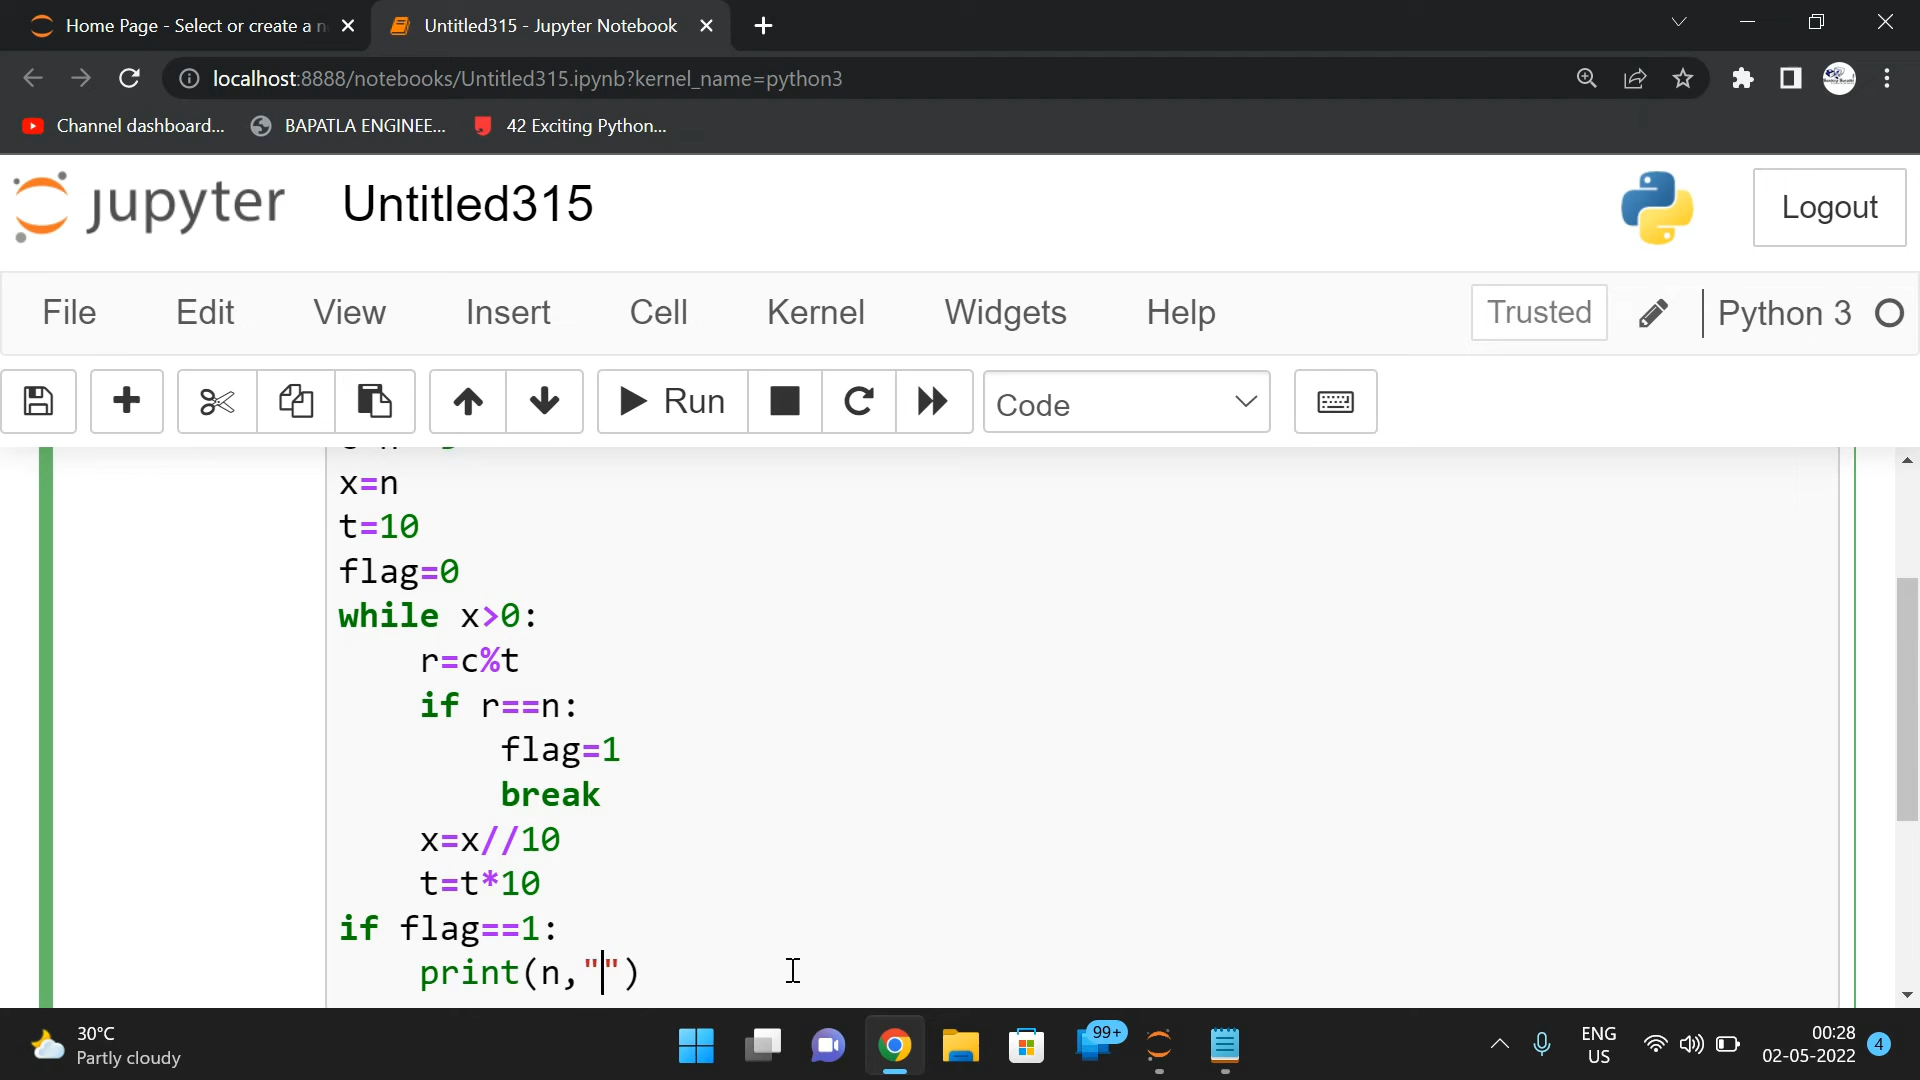 Home Page - Select or create a n
Untitled315 - Jupyter Notebook
localhost:8888/notebooks/Untitled315.ipynb?kernel_name=python3
Channel dashboard...
BAPATLA ENGINEE...
42 Exciting Python...
jupyter
Untitled315
Logout
File
Edit
View
Insert
Cell
Kernel
Widgets
Help
Trusted
Python 3
Run
Code
x=n
t=10
flag=0
while x>0:
    r=c%t
    if r==n:
        flag=1
        break
    x=x//10
    t=t*10
if flag==1:
    print(n,"")
30°C
Partly cloudy
99+
ENG
US
00:28
02-05-2022
4